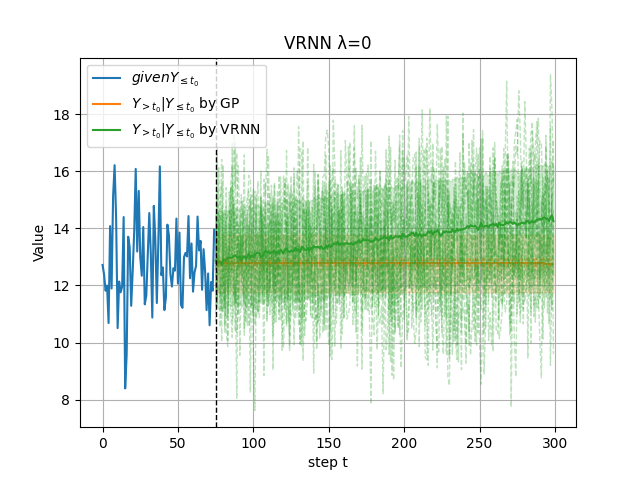 VRNN λ=0
givenY≤t₀
Y>t₀|Y≤t₀ by GP
Y>t₀|Y≤t₀ by VRNN
Value
18
16
14
12
10
8
0 50 100 150 200 250 300
step t